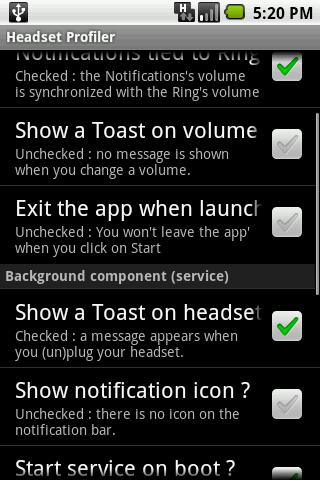 H
5:20 PM
Headset Profiler
Notifications tied to Ring
Checked : the Notifications's volume
is synchronized with the Ring's volume
Show a Toast on volume
Unchecked : no message is shown
when you change a volume.
Exit the app when launch
Unchecked : You won't leave the app'
when you click on Start
Background component (service)
Show a Toast on headset
Checked : a message appears when
you (un)plug your headset.
Show notification icon ?
Unchecked : there is no icon on the
notification bar.
Start service on boot ?